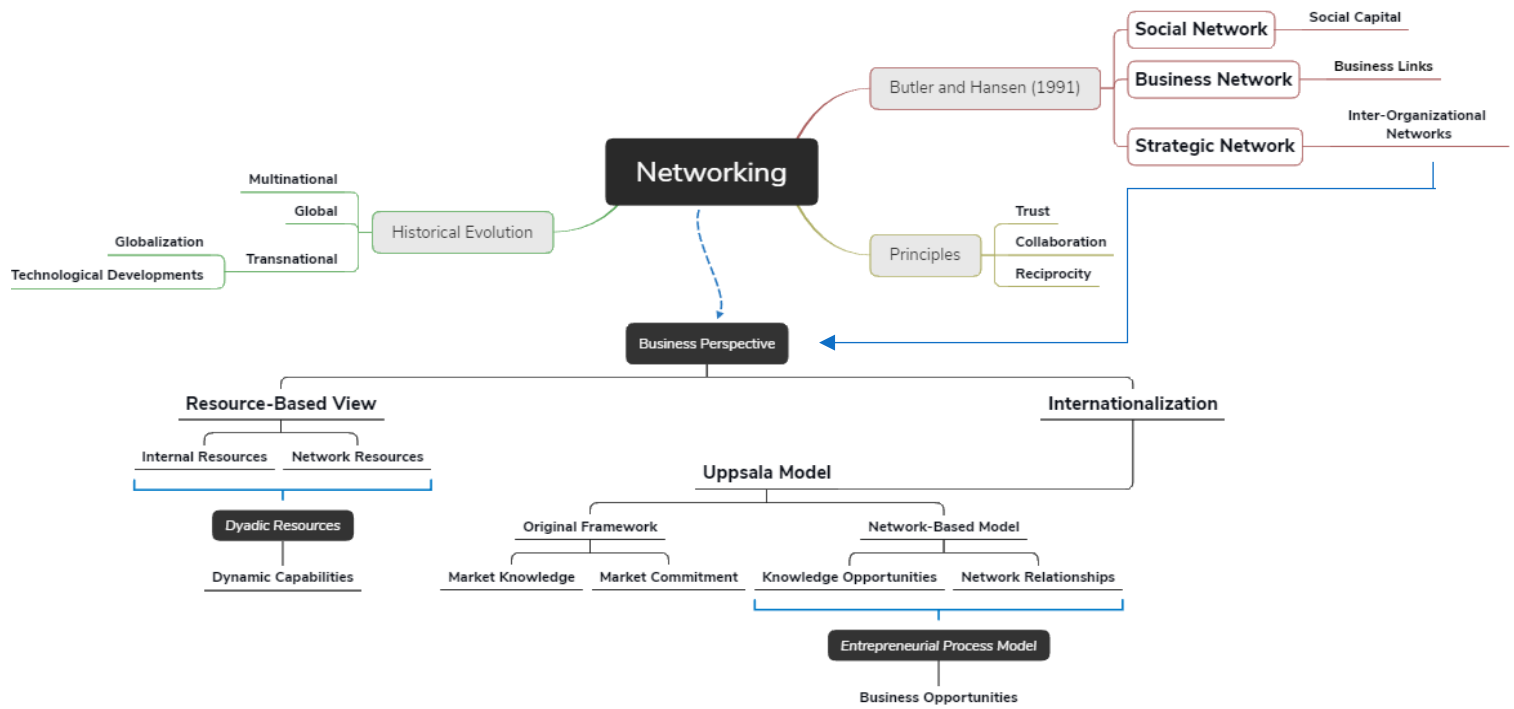 Social Network
Social Capital
Business Network
Business Links
Butler and Hansen (1991)
Strategic Network
Inter-Organizational
Networks
Networking
Multinational
Global
Historical Evolution
Transnational
Globalization
Technological Developments
Principles
Trust
Collaboration
Reciprocity
Business Perspective
Resource-Based View
Internationalization
Internal Resources
Network Resources
Dyadic Resources
Dynamic Capabilities
Uppsala Model
Original Framework
Network-Based Model
Market Knowledge
Market Commitment
Knowledge Opportunities
Network Relationships
Entrepreneurial Process Model
Business Opportunities